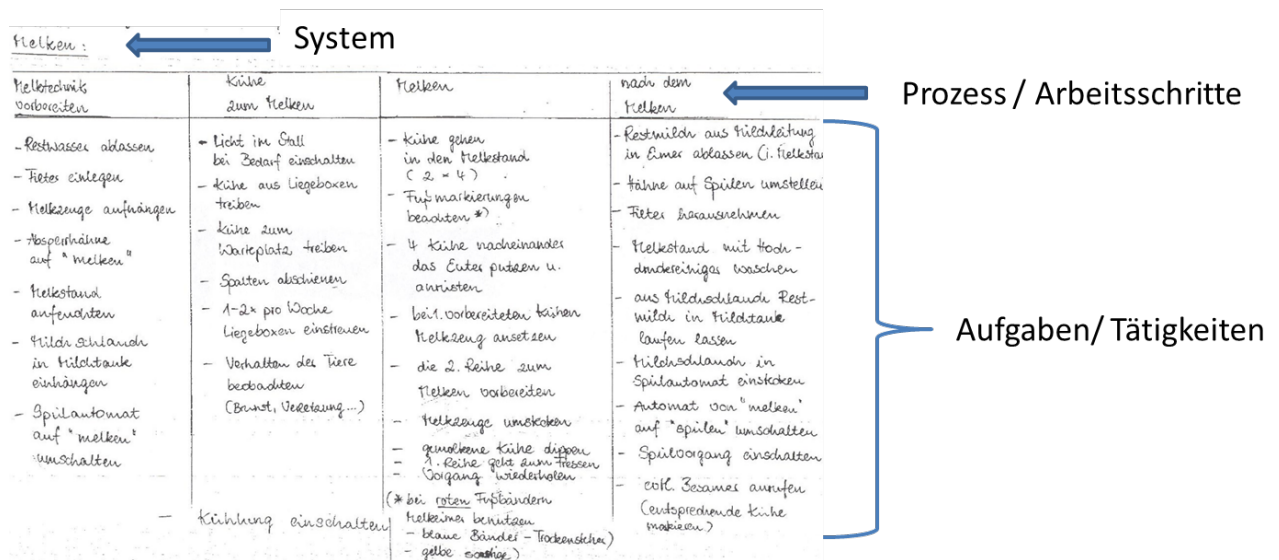 Melken:
System
Melktechnik
vorbereiten
Kühe
zum Melken
Melken
nach dem
Melken
Prozess / Arbeitsschritte
- Restwasser ablassen
- Filter einlegen
- Melkzeuge aufhängen
- Absperrhähne
auf "melken"
- Melkstand
anfeuchten
- Milchschlauch
in Milchtank
einhängen
- Spülautomat
auf "melken"
umschalten
- Licht im Stall
bei Bedarf einschalten
- Kühe aus Liegeboxen
treiben
- Kühe zum
Warteplatz treiben
- Spalten abschieben
- 1-2x pro Woche
Liegeboxen einstreuen
- Verhalten der Tiere
beobachten
(Brunst, Verletzung...)
- Kühlung einschalten
- Kühe gehen
in den Melkstand
(2 × 4)
- Fußmarkierungen
beachten *)
- 4 Kühe nacheinander
das Euter putzen u.
anrüsten
- bei 1. vorbereiteten Kühen
Melkzeug ansetzen
- die 2. Reihe zum
Melken vorbereiten
- Melkzeuge umstecken
- gemolkene Kühe dippen
- 1. Reihe geht zum Fressen
- Vorgang wiederholen
(* bei roten Fußbändern
Melkeimer benutzen
- blaue Bänder - Trockensteher)
- gelbe sonstige)
- Restmilch aus Milchleitung
in Eimer ablassen (i. Melkstan
- Hähne auf Spülen umstellen
- Filter herausnehmen
- Melkstand mit Hoch-
druckreiniger waschen
- aus Milchschlauch Rest-
milch in Milchtank
laufen lassen
- Milchschlauch in
Spülautomat einstecken
- Automat von "melken"
auf "spülen" umschalten
- Spülvorgang einschalten
- evtl. Besamer anrufen
(entsprechende Kühe
markieren)
Aufgaben/ Tätigkeiten